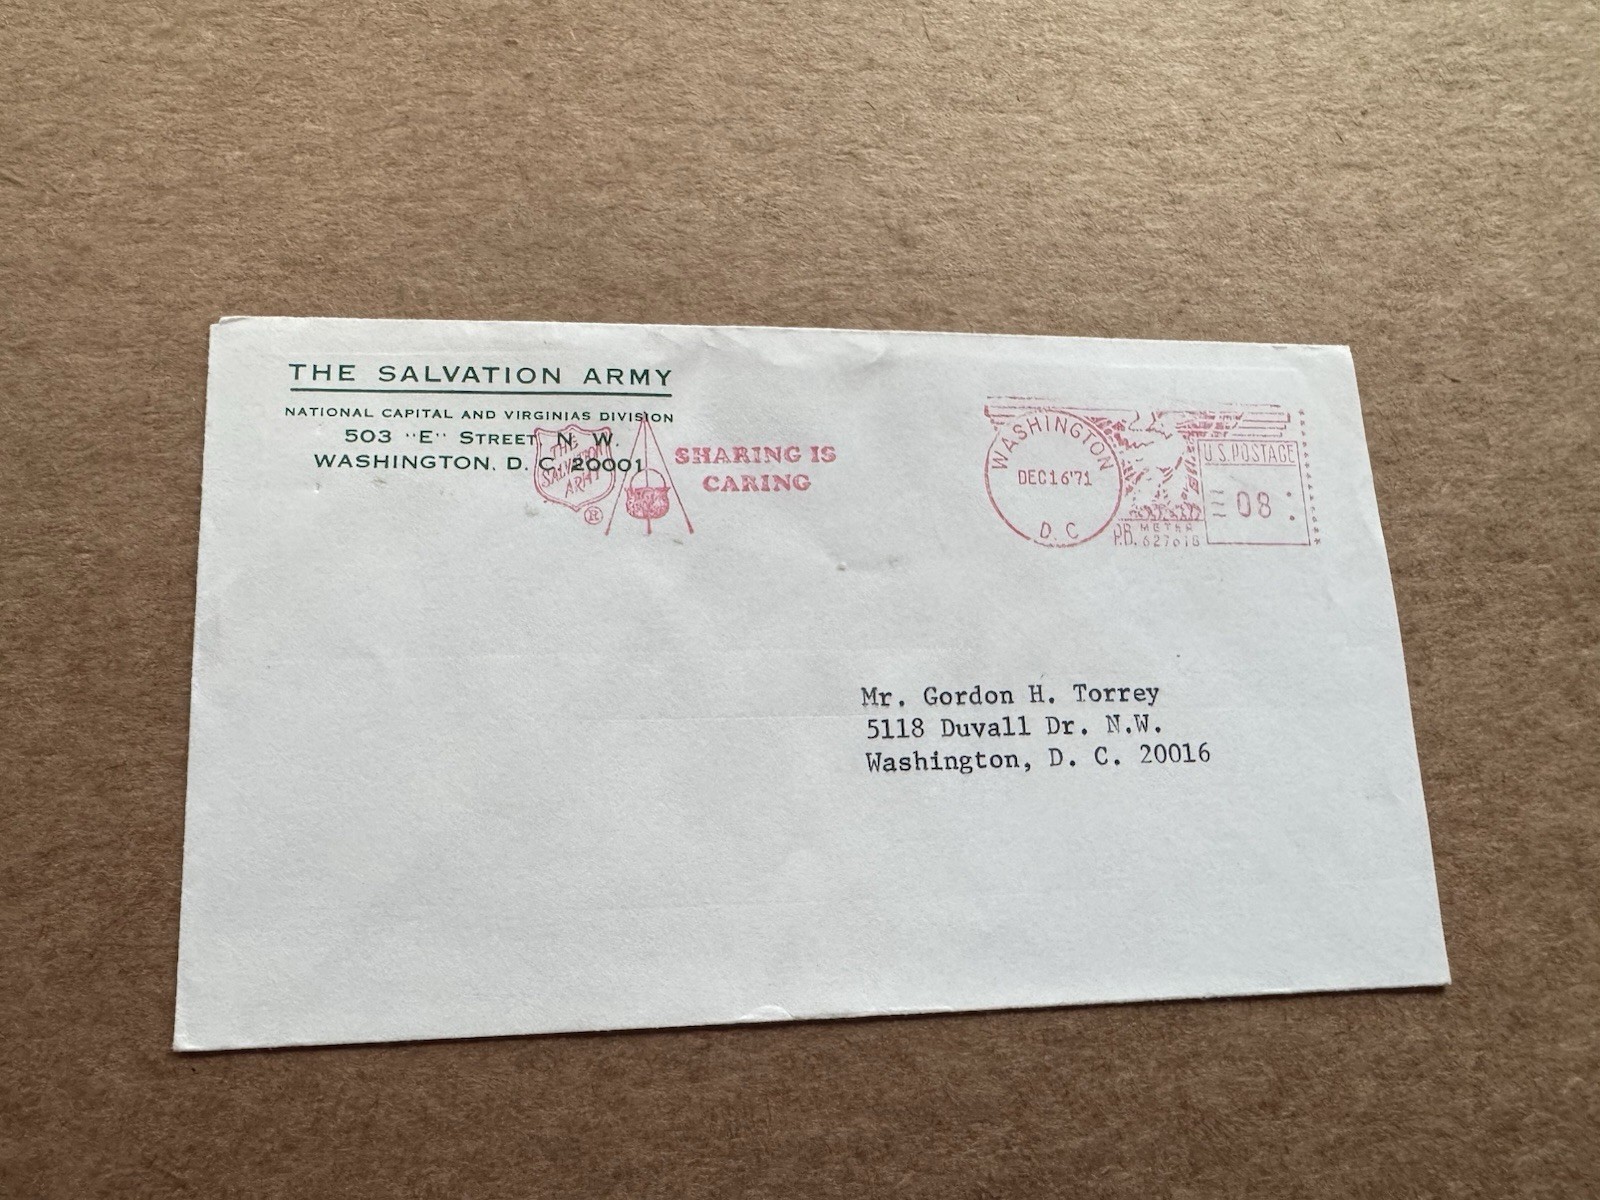 THE SALVATION ARMY
NATIONAL CAPITAL AND VIRGINIAS DIVISION
503 "E" STREET, N. W.
WASHINGTON, D. C. 20001
THE
SALVATION
ARMY
®
SHARING IS
CARING
WASHINGTON
DEC16'71
D. C
U.S.POSTAGE
08
P.B. METER
Mr. Gordon H. Torrey
5118 Duvall Dr. N.W.
Washington, D. C. 20016